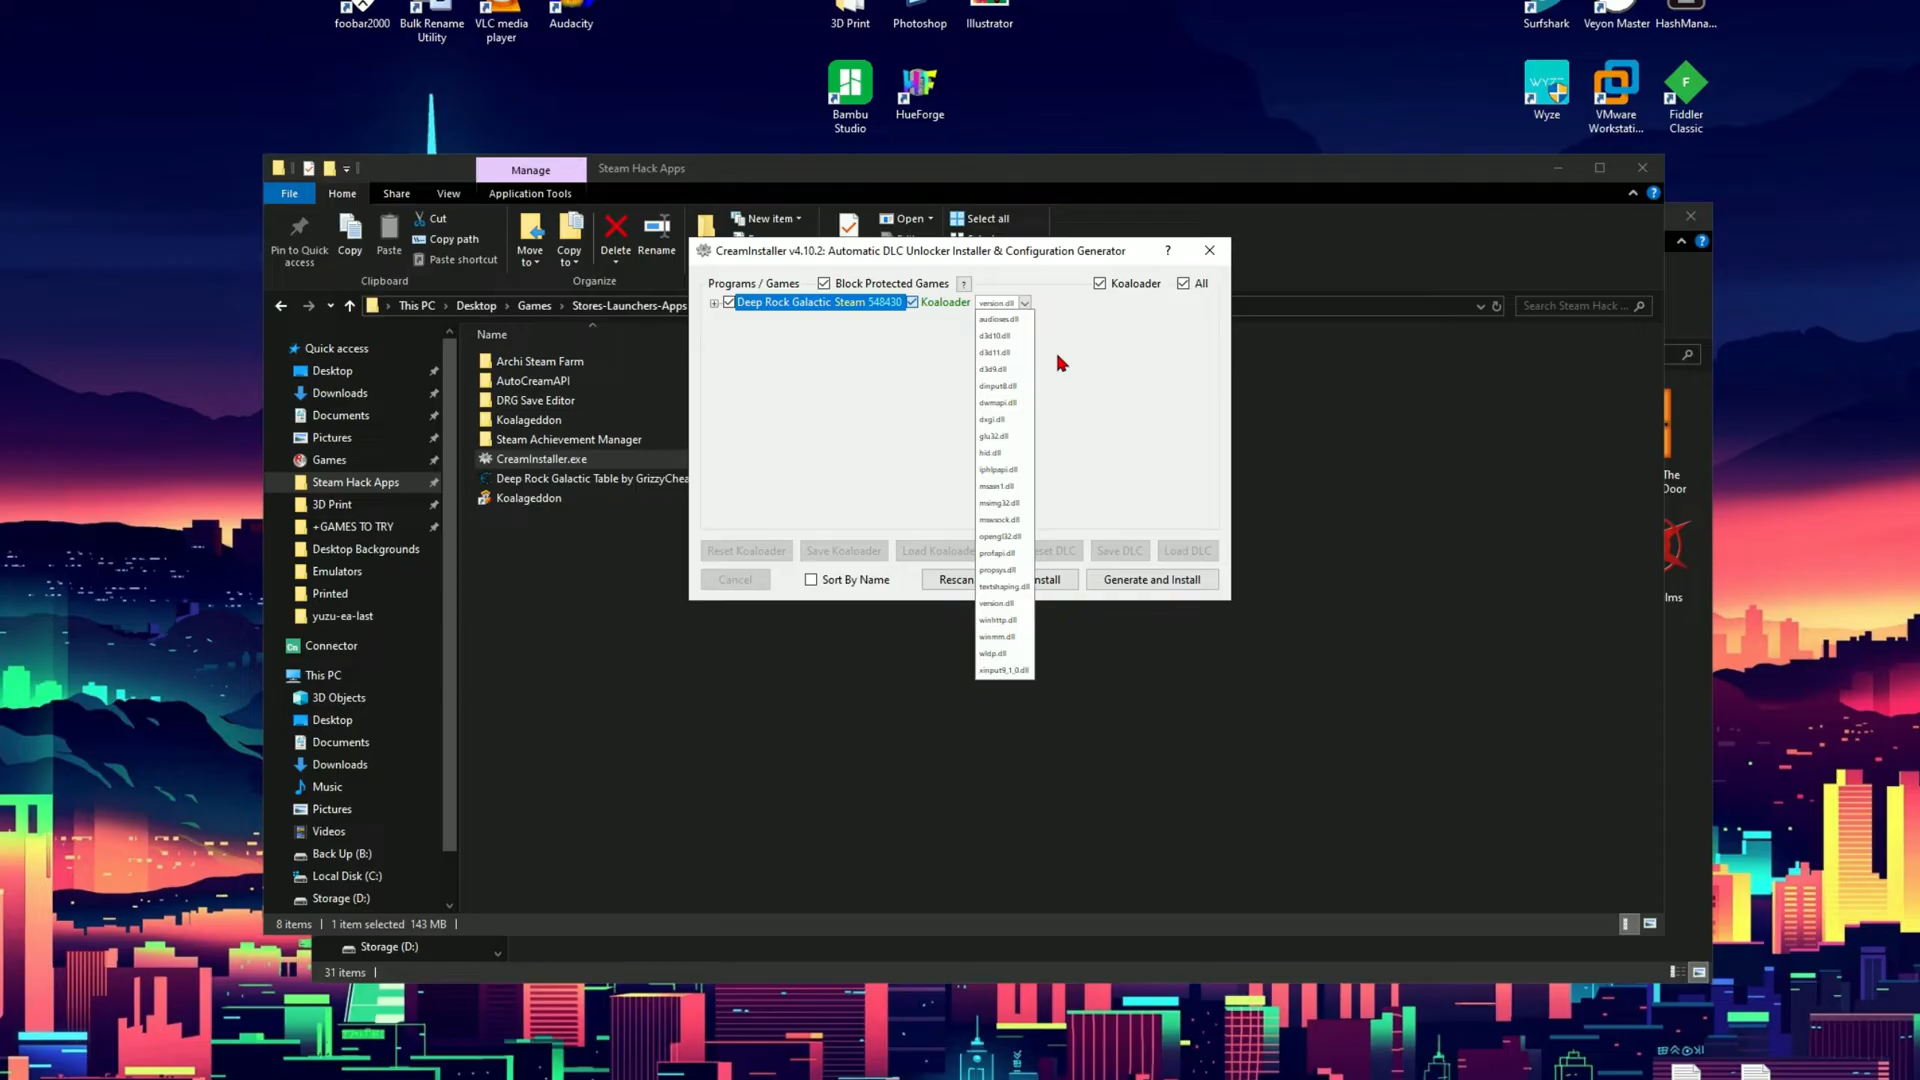 foobar2000
Bulk Rename
Utility
VLC media
player
Audacity
3D Print
Photoshop
Illustrator
Surfshark
Veyon Master
HashMana...
Bambu
Studio
HueForge
WYZE
Wyze
VMware
Workstati...
F
Fiddler
Classic
Manage
Steam Hack Apps
File
Home
Share
View
Application Tools
Pin to Quick
access
Copy
Paste
Cut
Copy path
Paste shortcut
Clipboard
Move
to
Copy
to
Delete
Rename
Organize
New item
Open
Select all
This PC
Desktop
Games
Stores-Launchers-Apps
Search Steam Hack ...
Quick access
Desktop
Downloads
Documents
Pictures
Games
Steam Hack Apps
3D Print
+GAMES TO TRY
Desktop Backgrounds
Emulators
Printed
yuzu-ea-last
Cn Connector
This PC
3D Objects
Desktop
Documents
Downloads
Music
Pictures
Videos
Back Up (B:)
Local Disk (C:)
Storage (D:)
Name
Archi Steam Farm
AutoCreamAPI
DRG Save Editor
Koalageddon
Steam Achievement Manager
CreamInstaller.exe
Deep Rock Galactic Table by GrizzyChea
Koalageddon
CreamInstaller v4.10.2: Automatic DLC Unlocker Installer & Configuration Generator
?
Programs / Games
Block Protected Games
?
Koaloader
All
Deep Rock Galactic Steam 548430
Koaloader
version.dll
audioses.dll
d3d10.dll
d3d11.dll
d3d9.dll
dinput8.dll
dwmapi.dll
dxgi.dll
glu32.dll
hid.dll
iphlpapi.dll
msasn1.dll
msimg32.dll
mswsock.dll
opengl32.dll
profapi.dll
propsys.dll
textshaping.dll
version.dll
winhttp.dll
winmm.dll
wldp.dll
xinput9_1_0.dll
Reset Koaloader
Save Koaloader
Load Koaloade
eset DLC
Save DLC
Load DLC
Cancel
Sort By Name
Rescan
nstall
Generate and Install
The
Door
lms
8 items
1 item selected 143 MB
Storage (D:)
31 items